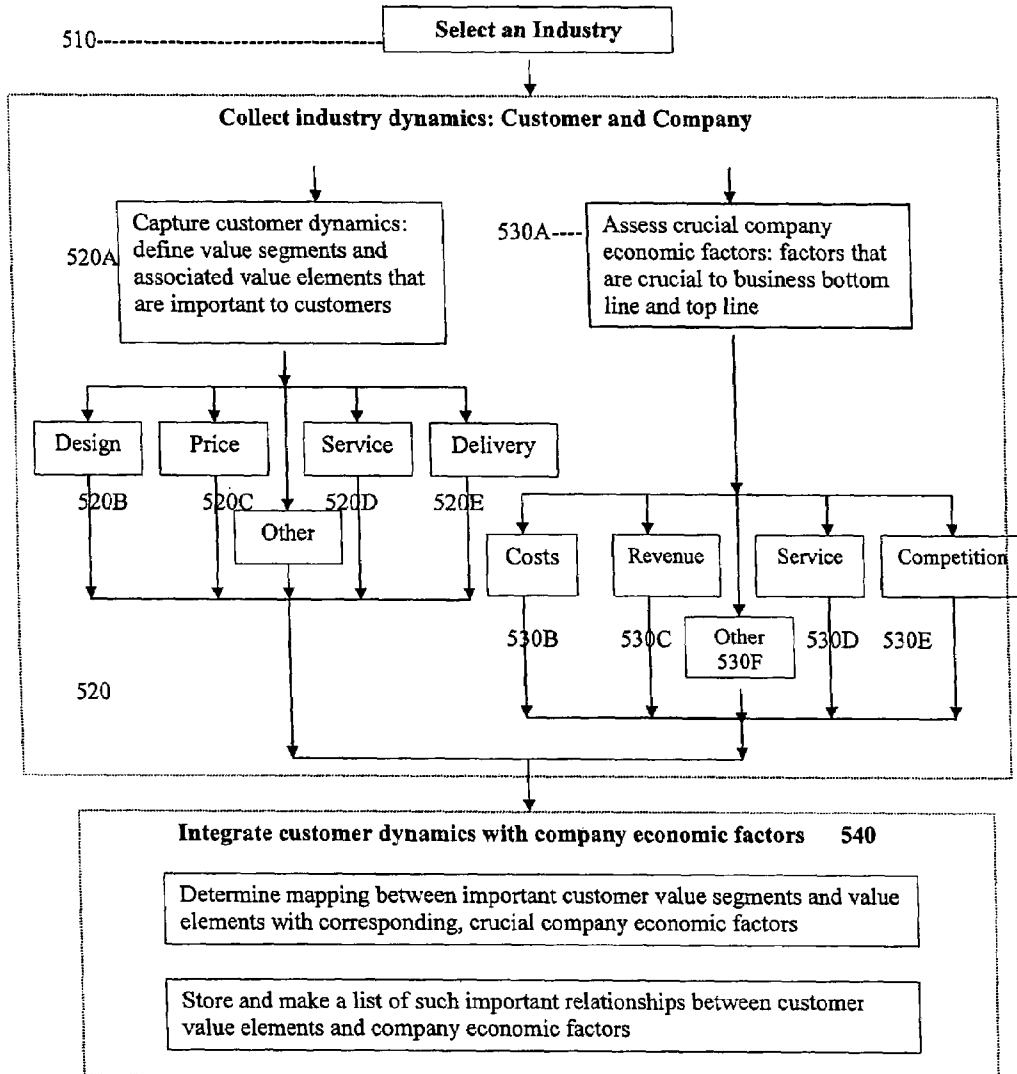 Select an Industry
510
Collect industry dynamics: Customer and Company
Capture customer dynamics:
define value segments and
associated value elements that
are important to customers
520A
530A
Assess crucial company
economic factors: factors that
are crucial to business bottom
line and top line
Design
Price
Service
Delivery
520B
520C
520D
520E
Other
Costs
Revenue
Service
Competition
530B
530C
Other
530F
530D
530E
520
Integrate customer dynamics with company economic factors 540
Determine mapping between important customer value segments and value
elements with corresponding, crucial company economic factors
Store and make a list of such important relationships between customer
value elements and company economic factors